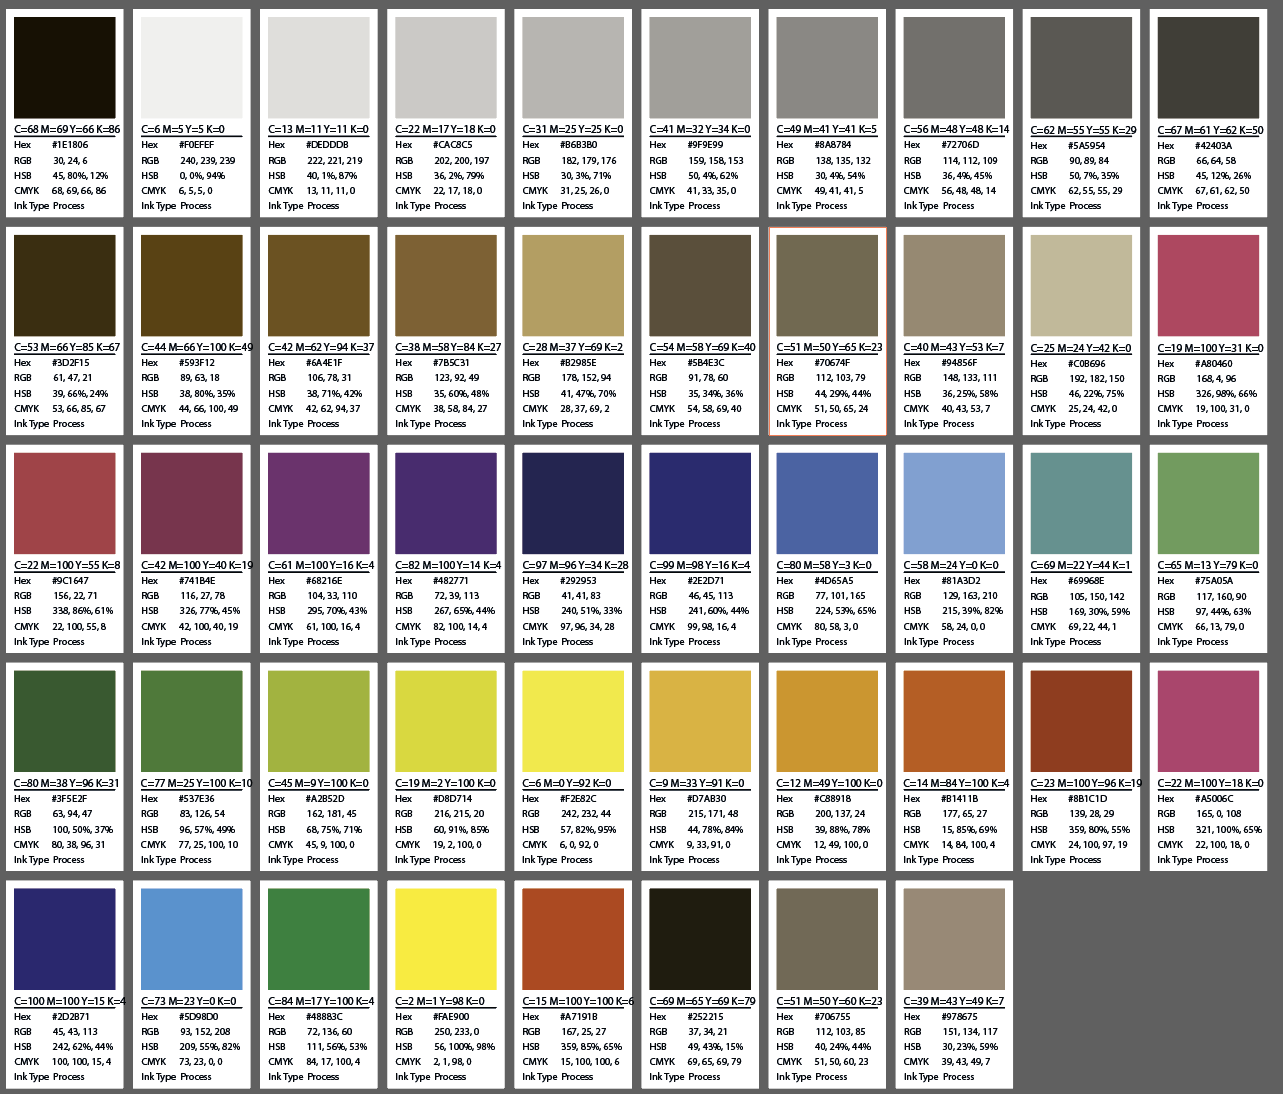 C=68 M=69 Y=66 K=86
Hex #1E1806
RGB 30, 24, 6
HSB 45, 80%, 12%
CMYK 68, 69, 66, 86
Ink Type Process
C=6 M=5 Y=5 K=0
Hex #F0EFEF
RGB 240, 239, 239
HSB 0, 0%, 94%
CMYK 6, 5, 5, 0
Ink Type Process
C=13 M=11 Y=11 K=0
Hex #DEDDDB
RGB 222, 221, 219
HSB 40, 1%, 87%
CMYK 13, 11, 11, 0
Ink Type Process
C=22 M=17 Y=18 K=0
Hex #CAC8C5
RGB 202, 200, 197
HSB 36, 2%, 79%
CMYK 22, 17, 18, 0
Ink Type Process
C=31 M=25 Y=25 K=0
Hex #B6B3B0
RGB 182, 179, 176
HSB 30, 3%, 71%
CMYK 31, 25, 26, 0
Ink Type Process
C=41 M=32 Y=34 K=0
Hex #9F9E99
RGB 159, 158, 153
HSB 50, 4%, 62%
CMYK 41, 33, 35, 0
Ink Type Process
C=49 M=41 Y=41 K=5
Hex #8A8784
RGB 138, 135, 132
HSB 30, 4%, 54%
CMYK 49, 41, 41, 5
Ink Type Process
C=56 M=48 Y=48 K=14
Hex #72706D
RGB 114, 112, 109
HSB 36, 4%, 45%
CMYK 56, 48, 48, 14
Ink Type Process
C=62 M=55 Y=55 K=29
Hex #5A5954
RGB 90, 89, 84
HSB 50, 7%, 35%
CMYK 62, 55, 55, 29
Ink Type Process
C=67 M=61 Y=62 K=50
Hex #42403A
RGB 66, 64, 58
HSB 45, 12%, 26%
CMYK 67, 61, 62, 50
Ink Type Process
C=53 M=66 Y=85 K=67
Hex #3D2F15
RGB 61, 47, 21
HSB 39, 66%, 24%
CMYK 53, 66, 85, 67
Ink Type Process
C=44 M=66 Y=100 K=49
Hex #593F12
RGB 89, 63, 18
HSB 38, 80%, 35%
CMYK 44, 66, 100, 49
Ink Type Process
C=42 M=62 Y=94 K=37
Hex #6A4E1F
RGB 106, 78, 31
HSB 38, 71%, 42%
CMYK 42, 62, 94, 37
Ink Type Process
C=38 M=58 Y=84 K=27
Hex #7B5C31
RGB 123, 92, 49
HSB 35, 60%, 48%
CMYK 38, 58, 84, 27
Ink Type Process
C=28 M=37 Y=69 K=2
Hex #B2985E
RGB 178, 152, 94
HSB 41, 47%, 70%
CMYK 28, 37, 69, 2
Ink Type Process
C=54 M=58 Y=69 K=40
Hex #5B4E3C
RGB 91, 78, 60
HSB 35, 34%, 36%
CMYK 54, 58, 69, 40
Ink Type Process
C=51 M=50 Y=65 K=23
Hex #70674F
RGB 112, 103, 79
HSB 44, 29%, 44%
CMYK 51, 50, 65, 24
Ink Type Process
C=40 M=43 Y=53 K=7
Hex #94856F
RGB 148, 133, 111
HSB 36, 25%, 58%
CMYK 40, 43, 53, 7
Ink Type Process
C=25 M=24 Y=42 K=0
Hex #C0B696
RGB 192, 182, 150
HSB 46, 22%, 75%
CMYK 25, 24, 42, 0
Ink Type Process
C=19 M=100 Y=31 K=0
Hex #A80460
RGB 168, 4, 96
HSB 326, 98%, 66%
CMYK 19, 100, 31, 0
Ink Type Process
C=22 M=100 Y=55 K=8
Hex #9C1647
RGB 156, 22, 71
HSB 338, 86%, 61%
CMYK 22, 100, 55, 8
Ink Type Process
C=42 M=100 Y=40 K=19
Hex #741B4E
RGB 116, 27, 78
HSB 326, 77%, 45%
CMYK 42, 100, 40, 19
Ink Type Process
C=61 M=100 Y=16 K=4
Hex #68216E
RGB 104, 33, 110
HSB 295, 70%, 43%
CMYK 61, 100, 16, 4
Ink Type Process
C=82 M=100 Y=14 K=4
Hex #482771
RGB 72, 39, 113
HSB 267, 65%, 44%
CMYK 82, 100, 14, 4
Ink Type Process
C=97 M=96 Y=34 K=28
Hex #292953
RGB 41, 41, 83
HSB 240, 51%, 33%
CMYK 97, 96, 34, 28
Ink Type Process
C=99 M=98 Y=16 K=4
Hex #2E2D71
RGB 46, 45, 113
HSB 241, 60%, 44%
CMYK 99, 98, 16, 4
Ink Type Process
C=80 M=58 Y=3 K=0
Hex #4D65A5
RGB 77, 101, 165
HSB 224, 53%, 65%
CMYK 80, 58, 3, 0
Ink Type Process
C=58 M=24 Y=0 K=0
Hex #81A3D2
RGB 129, 163, 210
HSB 215, 39%, 82%
CMYK 58, 24, 0, 0
Ink Type Process
C=69 M=22 Y=44 K=1
Hex #69968E
RGB 105, 150, 142
HSB 169, 30%, 59%
CMYK 69, 22, 44, 1
Ink Type Process
C=65 M=13 Y=79 K=0
Hex #75A05A
RGB 117, 160, 90
HSB 97, 44%, 63%
CMYK 66, 13, 79, 0
Ink Type Process
C=80 M=38 Y=96 K=31
Hex #3F5E2F
RGB 63, 94, 47
HSB 100, 50%, 37%
CMYK 80, 38, 96, 31
Ink Type Process
C=77 M=25 Y=100 K=10
Hex #537E36
RGB 83, 126, 54
HSB 96, 57%, 49%
CMYK 77, 25, 100, 10
Ink Type Process
C=45 M=9 Y=100 K=0
Hex #A2B52D
RGB 162, 181, 45
HSB 68, 75%, 71%
CMYK 45, 9, 100, 0
Ink Type Process
C=19 M=2 Y=100 K=0
Hex #D8D714
RGB 216, 215, 20
HSB 60, 91%, 85%
CMYK 19, 2, 100, 0
Ink Type Process
C=6 M=0 Y=92 K=0
Hex #F2E82C
RGB 242, 232, 44
HSB 57, 82%, 95%
CMYK 6, 0, 92, 0
Ink Type Process
C=9 M=33 Y=91 K=0
Hex #D7AB30
RGB 215, 171, 48
HSB 44, 78%, 84%
CMYK 9, 33, 91, 0
Ink Type Process
C=12 M=49 Y=100 K=0
Hex #C88918
RGB 200, 137, 24
HSB 39, 88%, 78%
CMYK 12, 49, 100, 0
Ink Type Process
C=14 M=84 Y=100 K=4
Hex #B1411B
RGB 177, 65, 27
HSB 15, 85%, 69%
CMYK 14, 84, 100, 4
Ink Type Process
C=23 M=100 Y=96 K=19
Hex #8B1C1D
RGB 139, 28, 29
HSB 359, 80%, 55%
CMYK 24, 100, 97, 19
Ink Type Process
C=22 M=100 Y=18 K=0
Hex #A5006C
RGB 165, 0, 108
HSB 321, 100%, 65%
CMYK 22, 100, 18, 0
Ink Type Process
C=100 M=100 Y=15 K=4
Hex #2D2B71
RGB 45, 43, 113
HSB 242, 62%, 44%
CMYK 100, 100, 15, 4
Ink Type Process
C=73 M=23 Y=0 K=0
Hex #5D98D0
RGB 93, 152, 208
HSB 209, 55%, 82%
CMYK 73, 23, 0, 0
Ink Type Process
C=84 M=17 Y=100 K=4
Hex #48883C
RGB 72, 136, 60
HSB 111, 56%, 53%
CMYK 84, 17, 100, 4
Ink Type Process
C=2 M=1 Y=98 K=0
Hex #FAE900
RGB 250, 233, 0
HSB 56, 100%, 98%
CMYK 2, 1, 98, 0
Ink Type Process
C=15 M=100 Y=100 K=6
Hex #A7191B
RGB 167, 25, 27
HSB 359, 85%, 65%
CMYK 15, 100, 100, 6
Ink Type Process
C=69 M=65 Y=69 K=79
Hex #252215
RGB 37, 34, 21
HSB 49, 43%, 15%
CMYK 69, 65, 69, 79
Ink Type Process
C=51 M=50 Y=60 K=23
Hex #706755
RGB 112, 103, 85
HSB 40, 24%, 44%
CMYK 51, 50, 60, 23
Ink Type Process
C=39 M=43 Y=49 K=7
Hex #978675
RGB 151, 134, 117
HSB 30, 23%, 59%
CMYK 39, 43, 49, 7
Ink Type Process